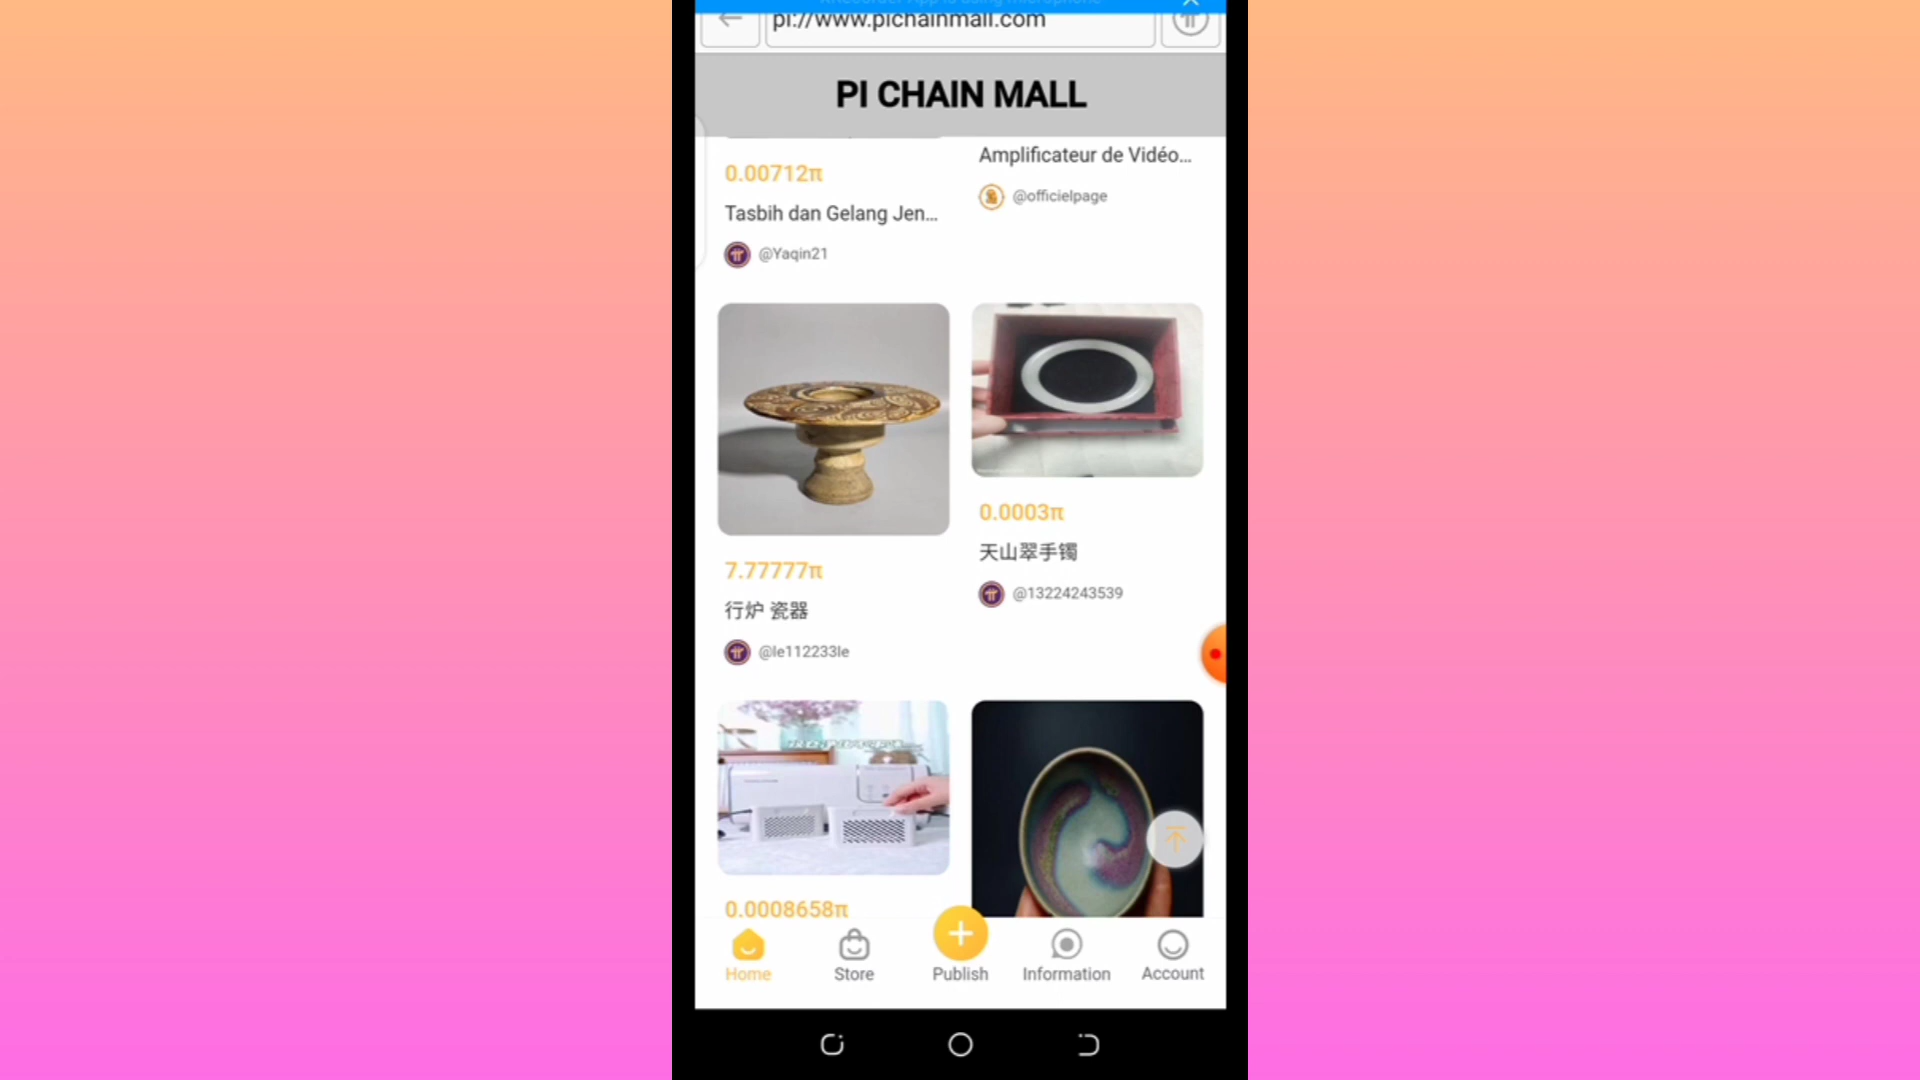 pi://www.pichainmall.com
PI CHAIN MALL
0.00712π
Tasbih dan Gelang Jen...
@Yaqin21
Amplificateur de Vidéo...
@officielpage
7.77777π
行炉 瓷器
@le112233le
0.0003π
天山翠手镯
@13224243539
0.0008658π
Home
Store
Publish
Information
Account